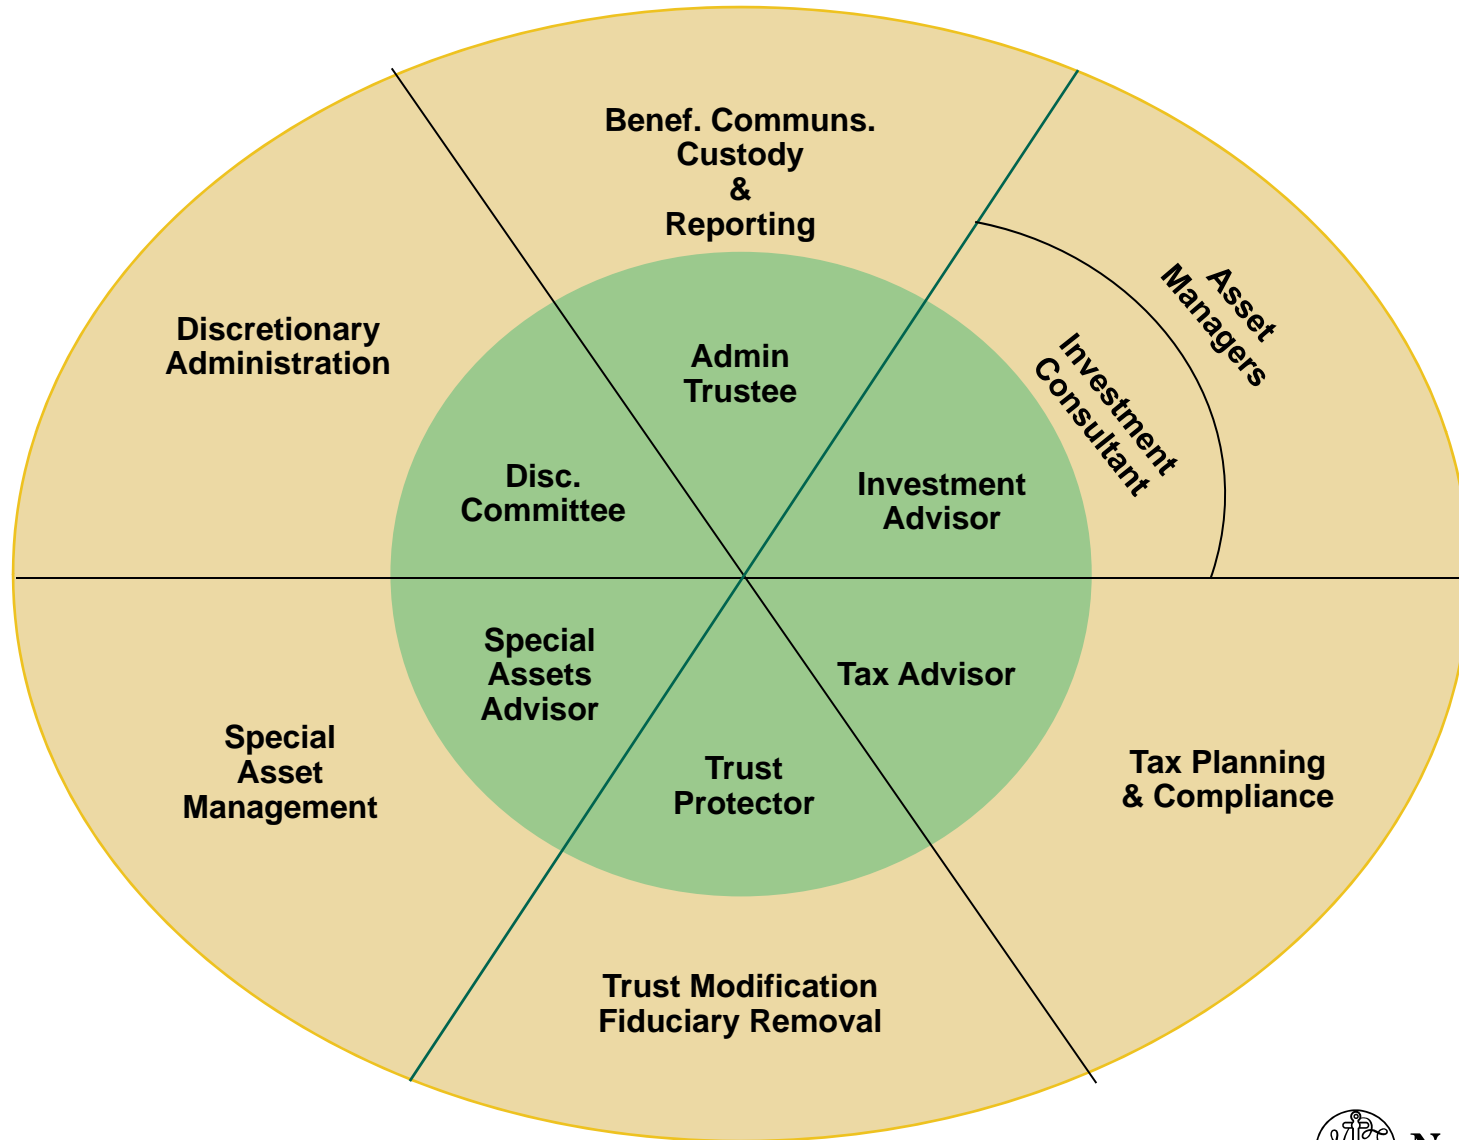 Benef. Communs.
Custody
&
Reporting
Asset
Managers
Investment
Consultant
Discretionary
Administration
Admin
Trustee
Disc.
Committee
Investment
Advisor
Special
Assets
Advisor
Tax Advisor
Trust
Protector
Special
Asset
Management
Tax Planning
& Compliance
Trust Modification
Fiduciary Removal